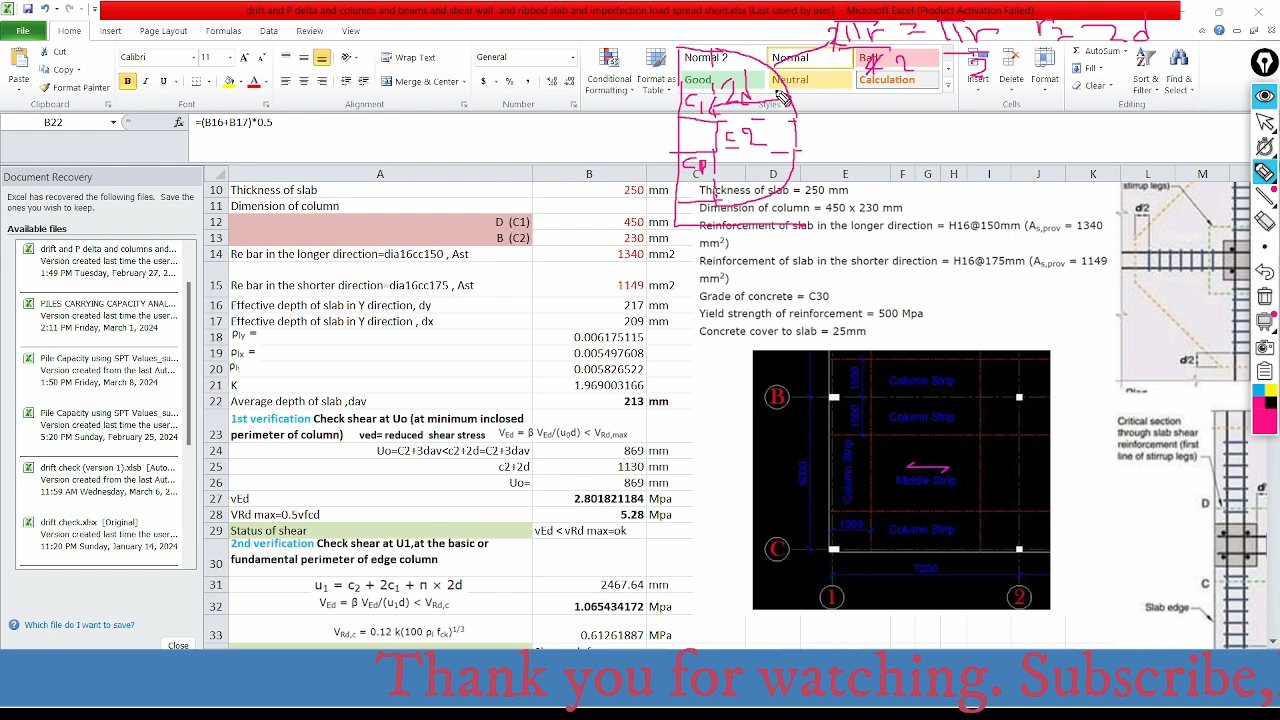 drift and P delta and columns and beams and shear wall and ribbed slab and imperfection load spread sheet.xlsx [Last saved by user] - Microsoft Excel (Product Activation Failed)
File Home Insert Page Layout Formulas Data Review View
Cut
Copy
Format Painter
Paste
Clipboard
Calibri 11
Font
Wrap Text
Merge & Center
Alignment
General
Number
Conditional Formatting
Format as Table
Normal 2 Normal Bad
Good Neutral Calculation
Styles
Insert Delete Format
Cells
AutoSum
Fill
Clear
Sort & Filter
Find & Select
Editing
B22 fx =(B16+B17)*0.5
Document Recovery
Excel has recovered the following files. Save the ones you wish to keep.
Available files
drift and P delta and columns and...
Version created last time the user...
1:49 PM Tuesday, February 27, 2...
PILES CARRYING CAPACITY ANAL...
Version created last time the user...
2:11 PM Friday, March 1, 2024
Pile Capacity using SPT Values_su...
Version created from the last Aut...
1:50 PM Friday, March 8, 2024
Pile Capacity using SPT Values_su...
Version created last time the user...
5:20 PM Sunday, February 25, 2...
drift check (version 1).xlsb [Auto...
Version created from the last Aut...
11:59 AM Wednesday, March 6, 2...
drift check.xlsx [Original]
Version created last time the user...
11:20 PM Sunday, January 14, 2024
Which file do I want to save?
Close
A B C D E F G H I J K L M
10 Thickness of slab 250 mm
11 Dimension of column
12 D (C1) 450 mm
13 B (C2) 230 mm
14 Re bar in the longer direction=dia16cc150 , Ast 1340 mm2
15 Re bar in the shorter direction=dia16cc175 , Ast 1149 mm2
16 Effective depth of slab in Y direction, dy 217 mm
17 Effective depth of slab in Y direction , dx 209 mm
18 ρly = 0.006175115
19 ρlx = 0.005497608
20 ρl 0.005826522
21 K 1.969003166
Average depth of slab ,dav 213 mm
1st verification Check shear at Uo (at minimum inclosed
23 perimeter of column) ved= reduced shear stress VEd = β VEd/(u0d) < VRd,max
24 869 mm
25 c2+2d 1130 mm
26 Uo= 869 mm
27 vEd 2.801821184 Mpa
28 VRd max=0.5vfcd 5.28 Mpa
29 Status of shear vEd < vRd max=ok
2nd verification Check shear at U1,at the basic or
30 fundamental perimeter of edge column
31 u1 = c2 + 2c1 + π × 2d 2467.64 mm
32 VEd = β VEd/(u1d) < VRd,c 1.065434172 Mpa
33 VRd,c = 0.12 k(100 ρl fck)1/3 0.61261887 MPa
Thickness of slab = 250 mm
Dimension of column = 450 x 230 mm
Reinforcement of slab in the longer direction = H16@150mm (As,prov = 1340 mm2)
Reinforcement of slab in the shorter direction = H16@175mm (As,prov = 1149 mm2)
Grade of concrete = C30
Yield strength of reinforcement = 500 Mpa
Concrete cover to slab = 25mm
B
C
1
2
Column Strip
Column Strip
Column Strip
Middle Strip
Column Strip
1500
1500
6000
1500
7200
stirrup legs)
d/2
d/2
Plan
Critical section
through slab shear
reinforcement (first
line of stirrup legs)
D
C
Slab edge
2d
c1
c2
2πr = πr r= 2d
4 2 2
Thank you for watching. Subscribe,